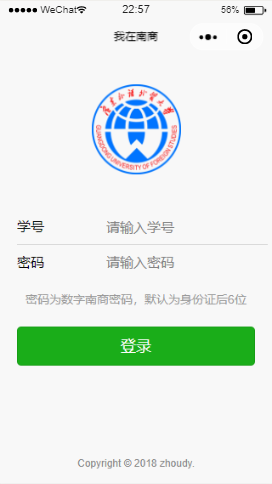 WeChat 22:57 56%
我在南商
广东外语外贸大学
GUANGDONG UNIVERSITY OF FOREIGN STUDIES
学号 请输入学号
密码 请输入密码
密码为数字南商密码，默认为身份证后6位
登录
Copyright © 2018 zhoudy.